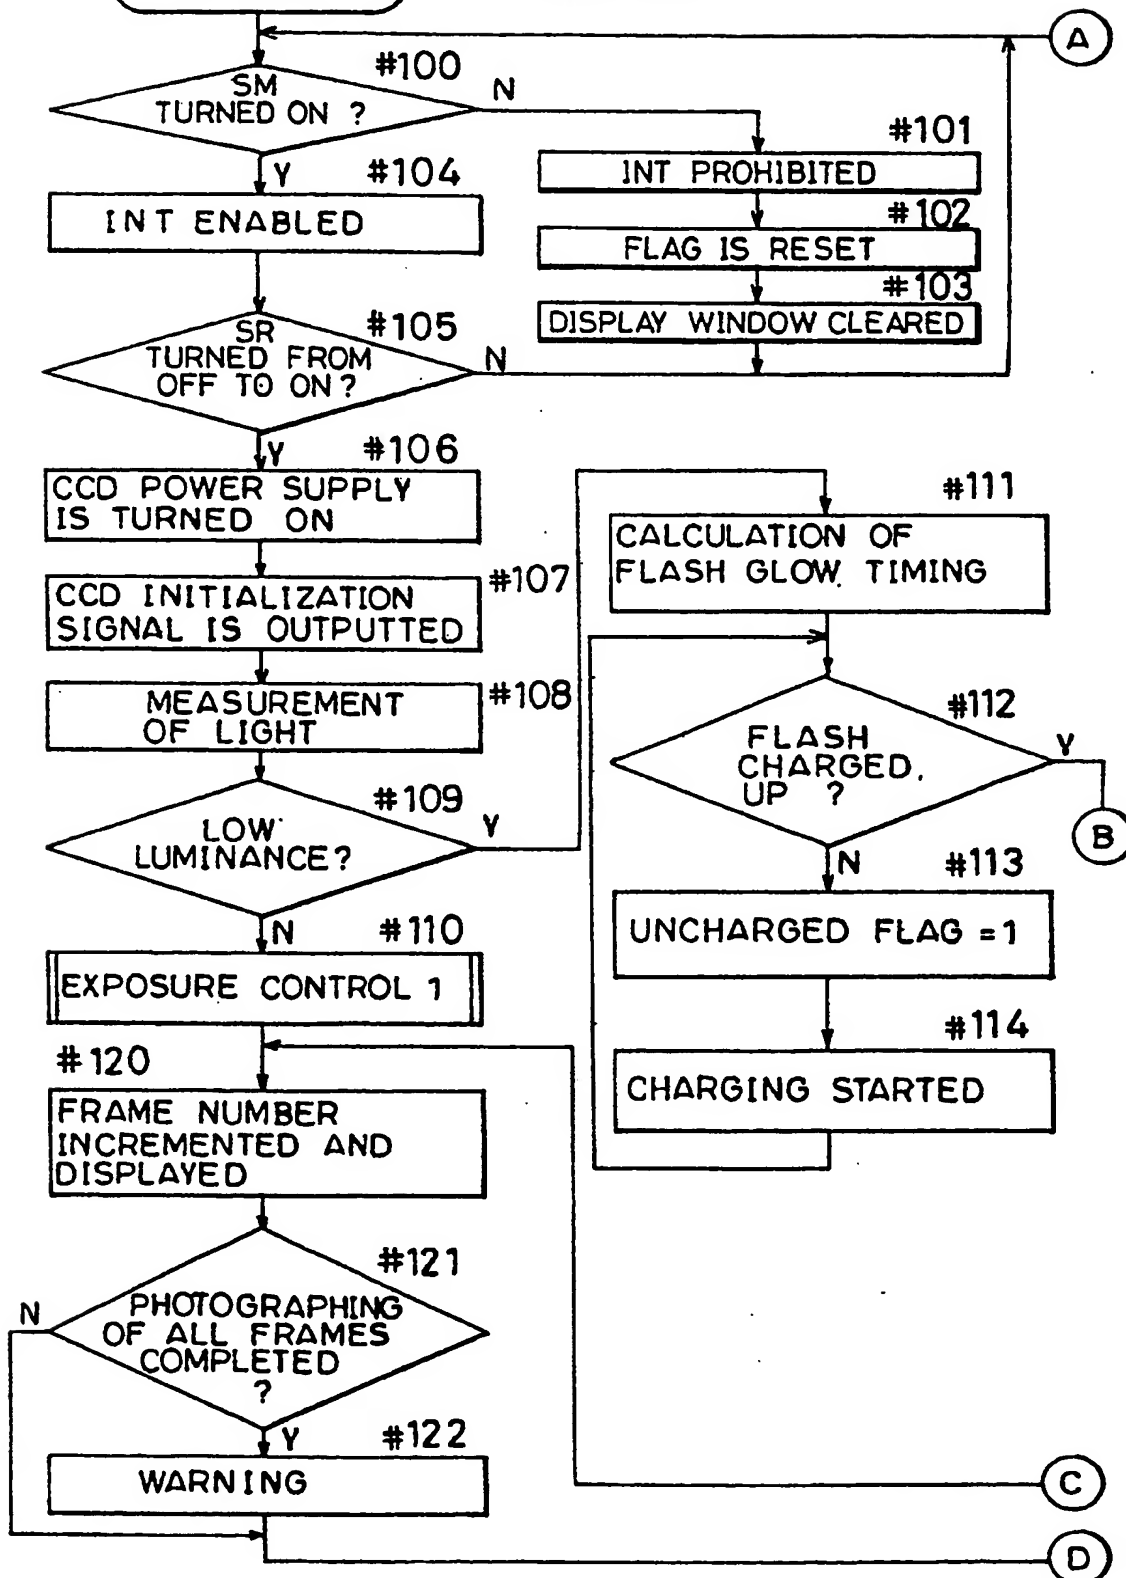 A
#100
SM
TURNED ON ?
N
Y
#101
INT PROHIBITED
#104
INT ENABLED
#102
FLAG IS RESET
#103
DISPLAY WINDOW CLEARED
#105
SR
TURNED FROM
OFF TO ON?
N
Y
#106
CCD POWER SUPPLY
IS TURNED ON
#107
CCD INITIALIZATION
SIGNAL IS OUTPUTTED
#108
MEASUREMENT
OF LIGHT
#109
LOW
LUMINANCE?
Y
N
#110
EXPOSURE CONTROL 1
#111
CALCULATION OF
FLASH GLOW TIMING
#112
FLASH
CHARGED
UP ?
Y
B
N
#113
UNCHARGED FLAG = 1
#114
CHARGING STARTED
#120
FRAME NUMBER
INCREMENTED AND
DISPLAYED
#121
PHOTOGRAPHING
OF ALL FRAMES
COMPLETED
?
N
Y
#122
WARNING
C
D